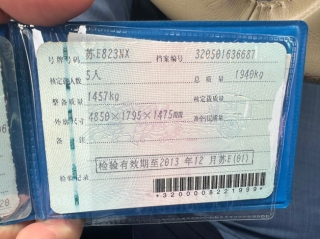 号牌号码 苏E823NX 档案编号 320501636687
核定载人数 5人 总质量 1940kg
整备质量 1457kg 核定载质量
外廓尺寸 4850×1795×1475mm 准牵引总质量
备注
检验有效期至2013年12月苏E(01)
检验记录
*3200008221999*
20